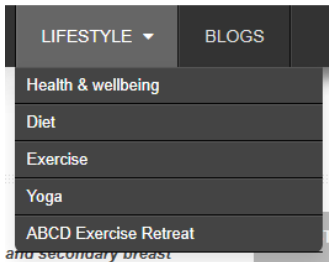 LIFESTYLE BLOGS
Health & wellbeing
Diet
Exercise
Yoga
ABCD Exercise Retreat
and secondary breast